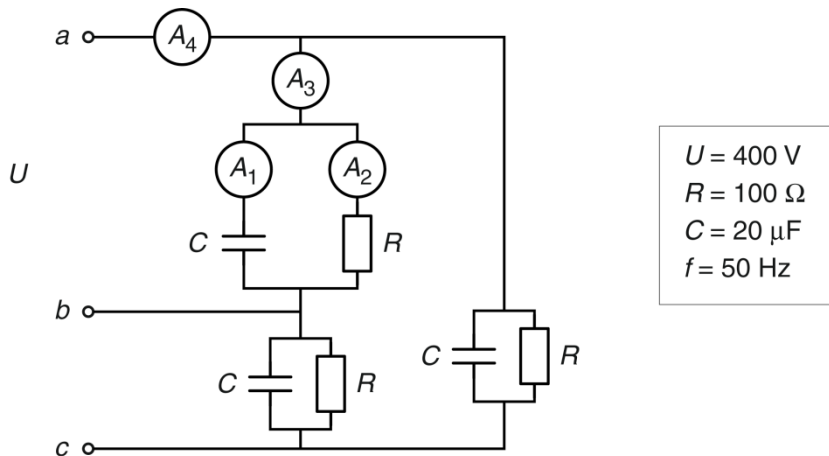 a
A4
A3
U
A1
A2
C
R
b
C
R
C
R
c
U = 400 V
R = 100 Ω
C = 20 μF
f = 50 Hz